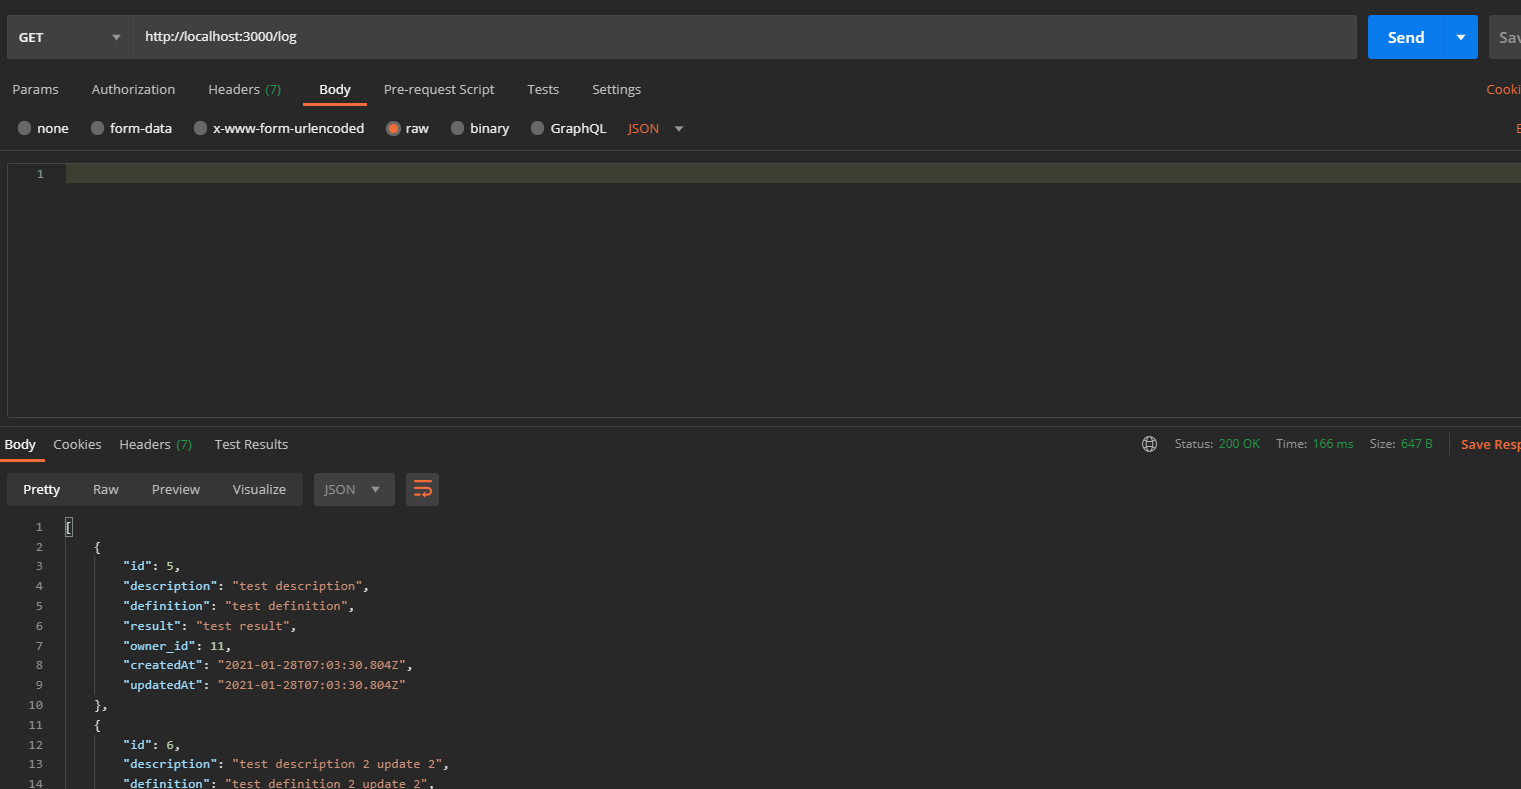 GET http://localhost:3000/log Send Sav
Params Authorization Headers (7) Body Pre-request Script Tests Settings Cooki
none form-data x-www-form-urlencoded raw binary GraphQL JSON
1
Body Cookies Headers (7) Test Results Status: 200 OK Time: 166 ms Size: 647 B Save Resp
Pretty Raw Preview Visualize JSON
1 [
2 {
3 "id": 5,
4 "description": "test description",
5 "definition": "test definition",
6 "result": "test result",
7 "owner_id": 11,
8 "createdAt": "2021-01-28T07:03:30.804Z",
9 "updatedAt": "2021-01-28T07:03:30.804Z"
10 },
11 {
12 "id": 6,
13 "description": "test description 2 update 2",
14 "definition": "test definition 2 update 2",